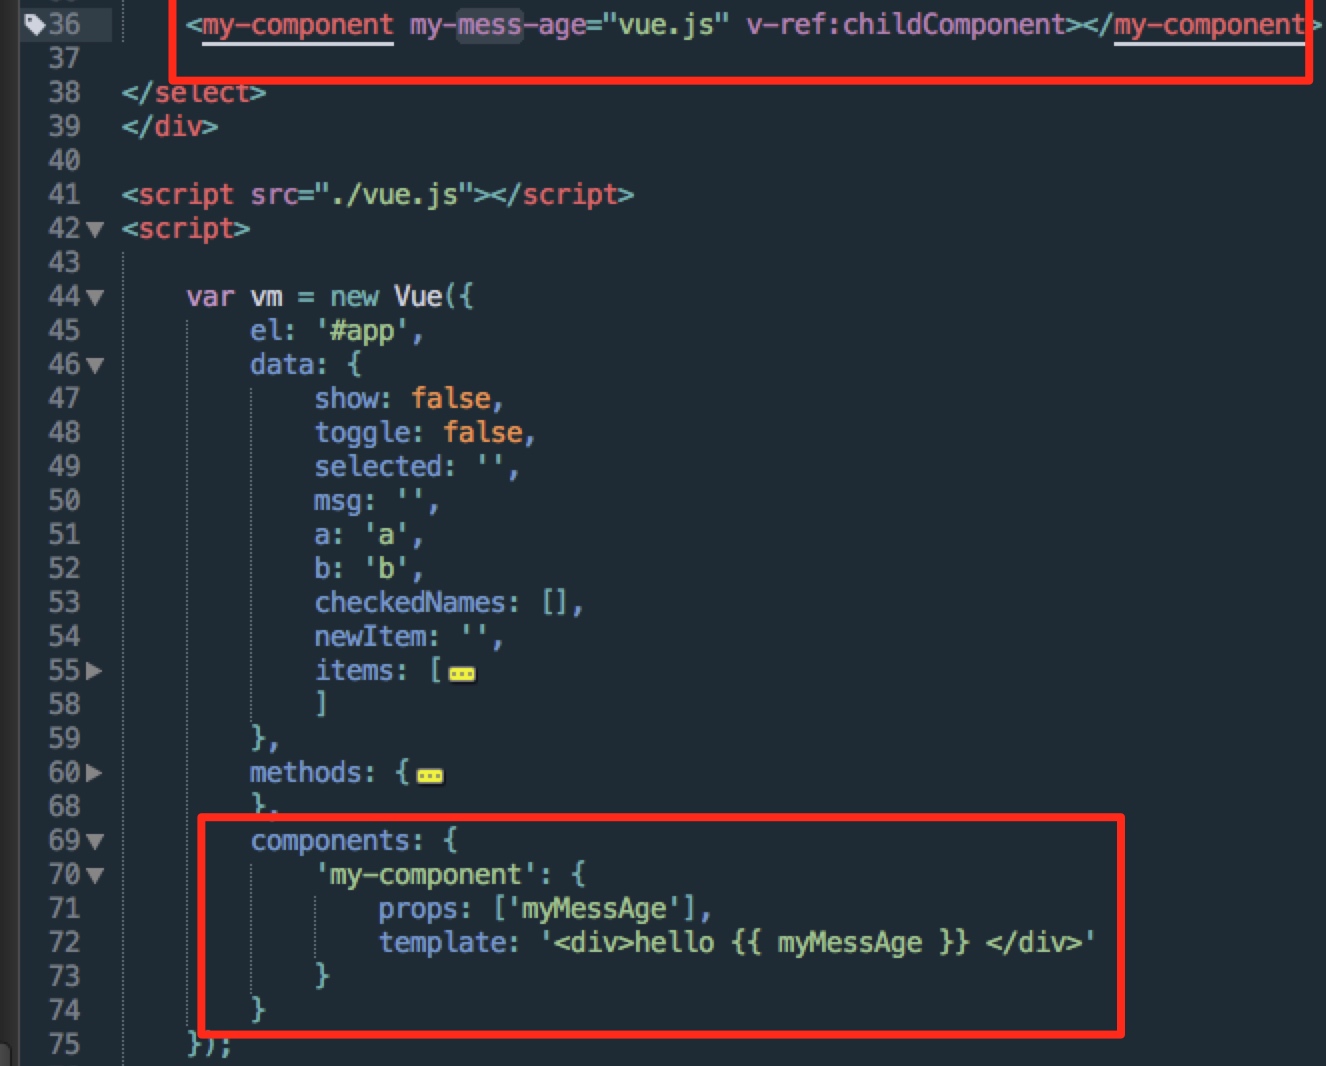 36 <my-component my-mess-age="vue.js" v-ref:childComponent></my-component>
37
38 </select>
39 </div>
40
41 <script src="./vue.js"></script>
42 <script>
43
44 var vm = new Vue({
45 el: '#app',
46 data: {
47 show: false,
48 toggle: false,
49 selected: '',
50 msg: '',
51 a: 'a',
52 b: 'b',
53 checkedNames: [],
54 newItem: '',
55 items: [
58 ]
59 },
60 methods: {
68 },
69 components: {
70 'my-component': {
71 props: ['myMessAge'],
72 template: '<div>hello {{ myMessAge }} </div>'
73 }
74 }
75 });